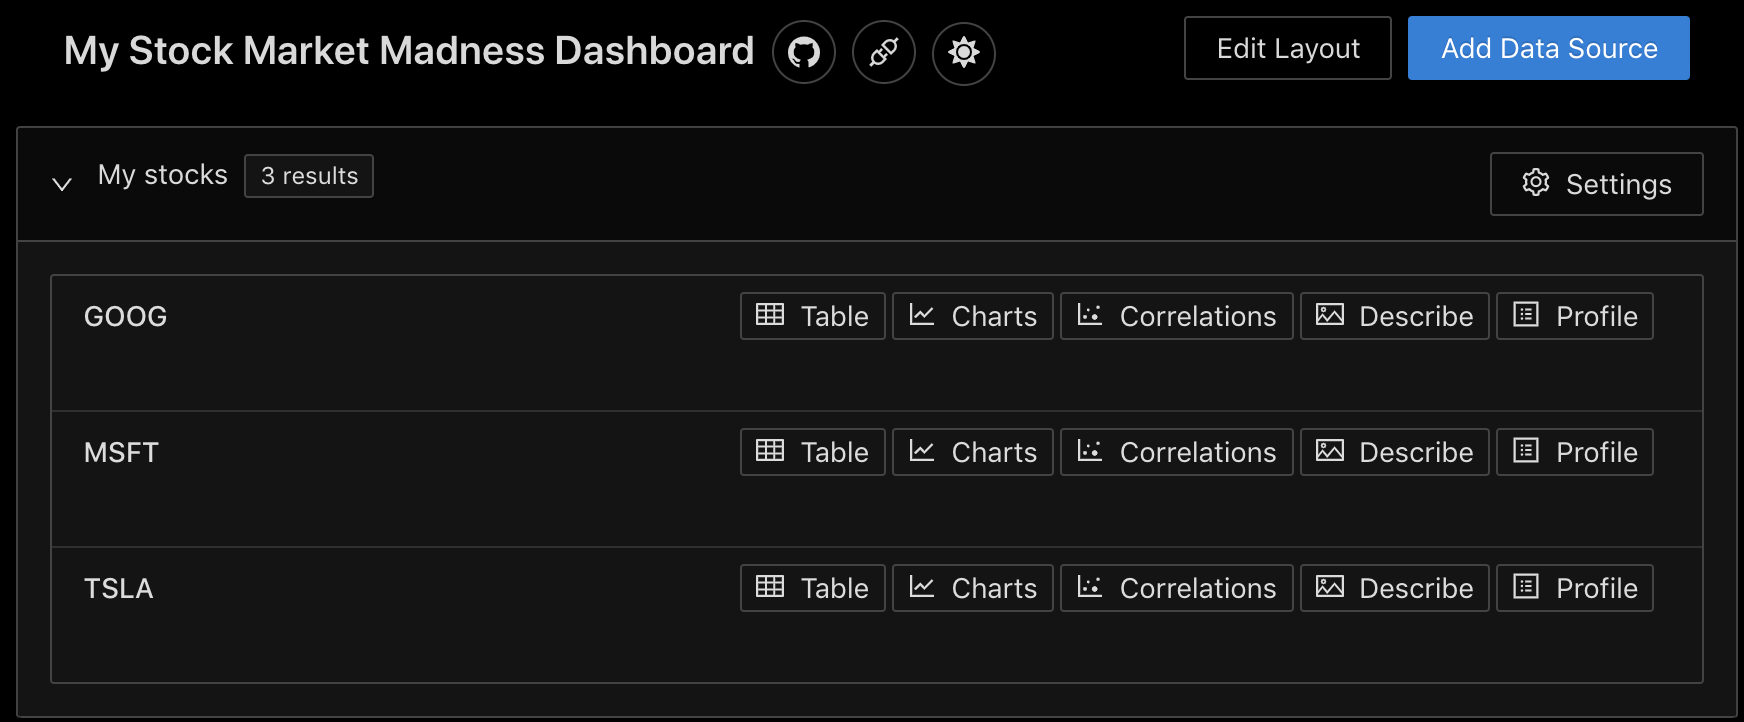 My Stock Market Madness Dashboard Edit Layout Add Data Source
My stocks 3 results Settings
GOOG Table Charts Correlations Describe Profile
MSFT Table Charts Correlations Describe Profile
TSLA Table Charts Correlations Describe Profile